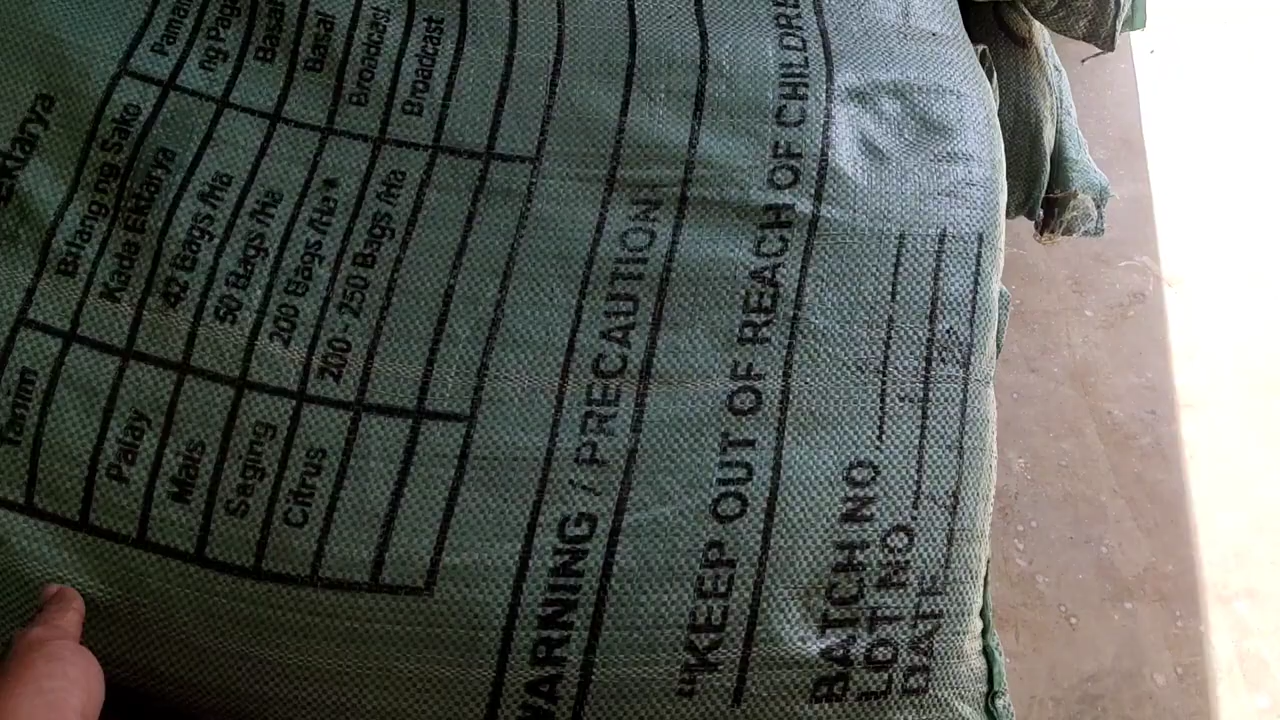 Ektarya
Tanim Bilang ng Sako Kada Ektarya
Palay 42 Bags /Ha Basal
Mais 50 Bags /Ha Basal
Saging 200 Bags /Ha* Broadcast
Citrus 200 - 250 Bags /Ha Broadcast
WARNING / PRECAUTION
"KEEP OUT OF REACH OF CHILDRE
BATCH NO
LOT NO
DATE